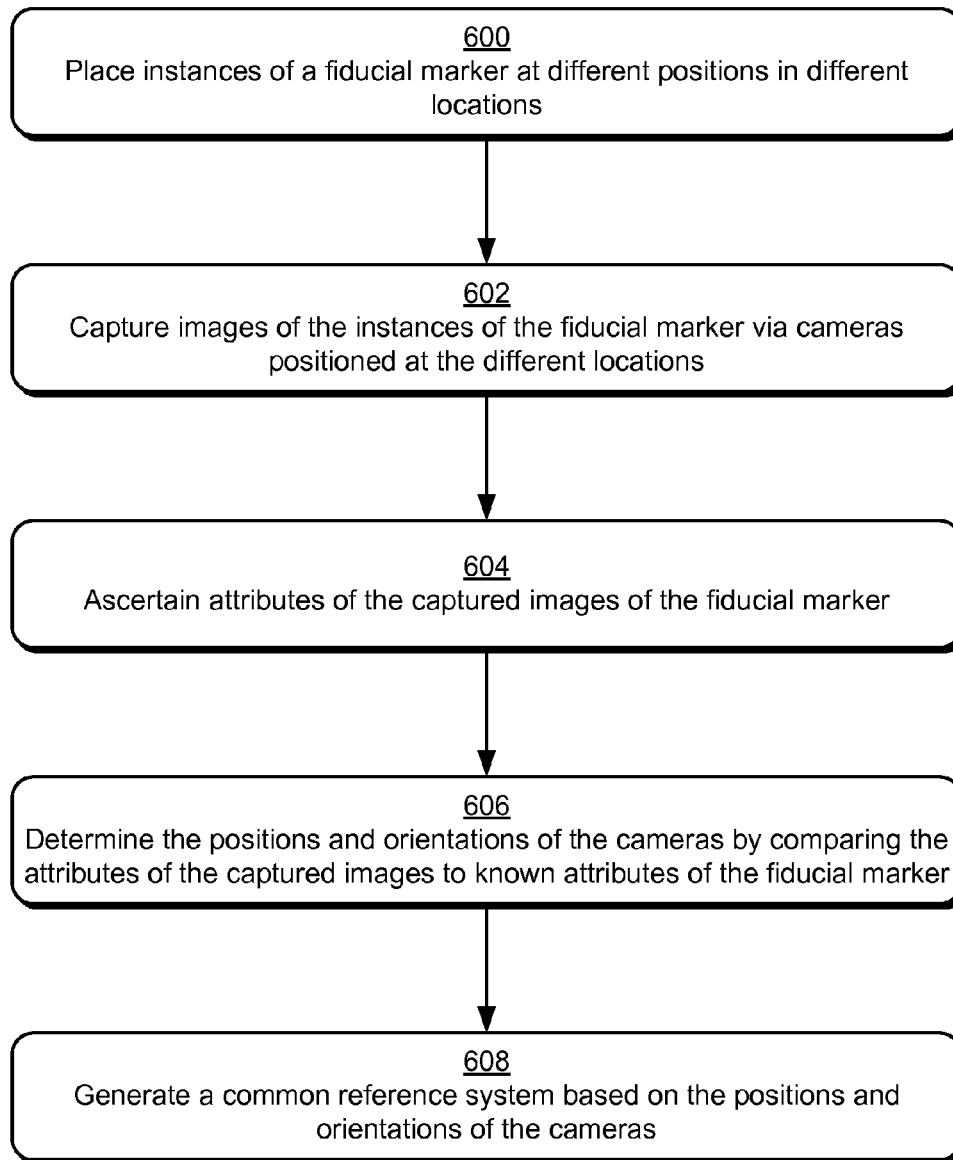 600
Place instances of a fiducial marker at different positions in different
locations
602
Capture images of the instances of the fiducial marker via cameras
positioned at the different locations
604
Ascertain attributes of the captured images of the fiducial marker
606
Determine the positions and orientations of the cameras by comparing the
attributes of the captured images to known attributes of the fiducial marker
608
Generate a common reference system based on the positions and
orientations of the cameras